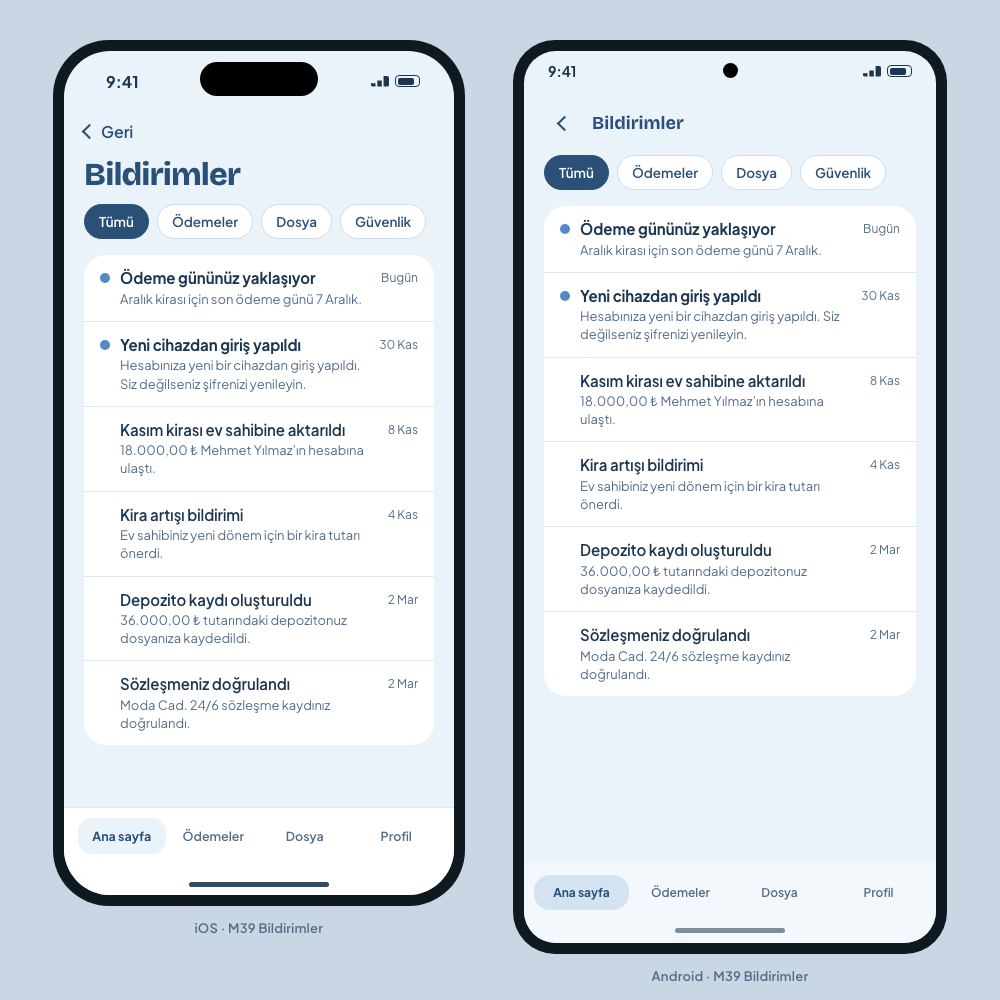 9:41
Geri
Bildirimler
Tümü
Ödemeler
Dosya
Güvenlik
Ödeme gününüz yaklaşıyor
Bugün
Aralık kirası için son ödeme günü 7 Aralık.
Yeni cihazdan giriş yapıldı
30 Kas
Hesabınıza yeni bir cihazdan giriş yapıldı.
Siz değilseniz şifrenizi yenileyin.
Kasım kirası ev sahibine aktarıldı
8 Kas
18.000,00 ₺ Mehmet Yılmaz'ın hesabına
ulaştı.
Kira artışı bildirimi
4 Kas
Ev sahibiniz yeni dönem için bir kira tutarı
önerdi.
Depozito kaydı oluşturuldu
2 Mar
36.000,00 ₺ tutarındaki depozitonuz
dosyanıza kaydedildi.
Sözleşmeniz doğrulandı
2 Mar
Moda Cad. 24/6 sözleşme kaydınız
doğrulandı.
Ana sayfa
Ödemeler
Dosya
Profil
iOS · M39 Bildirimler
9:41
Bildirimler
Tümü
Ödemeler
Dosya
Güvenlik
Ödeme gününüz yaklaşıyor
Bugün
Aralık kirası için son ödeme günü 7 Aralık.
Yeni cihazdan giriş yapıldı
30 Kas
Hesabınıza yeni bir cihazdan giriş yapıldı. Siz
değilseniz şifrenizi yenileyin.
Kasım kirası ev sahibine aktarıldı
8 Kas
18.000,00 ₺ Mehmet Yılmaz'ın hesabına
ulaştı.
Kira artışı bildirimi
4 Kas
Ev sahibiniz yeni dönem için bir kira tutarı
önerdi.
Depozito kaydı oluşturuldu
2 Mar
36.000,00 ₺ tutarındaki depozitonuz
dosyanıza kaydedildi.
Sözleşmeniz doğrulandı
2 Mar
Moda Cad. 24/6 sözleşme kaydınız
doğrulandı.
Ana sayfa
Ödemeler
Dosya
Profil
Android · M39 Bildirimler